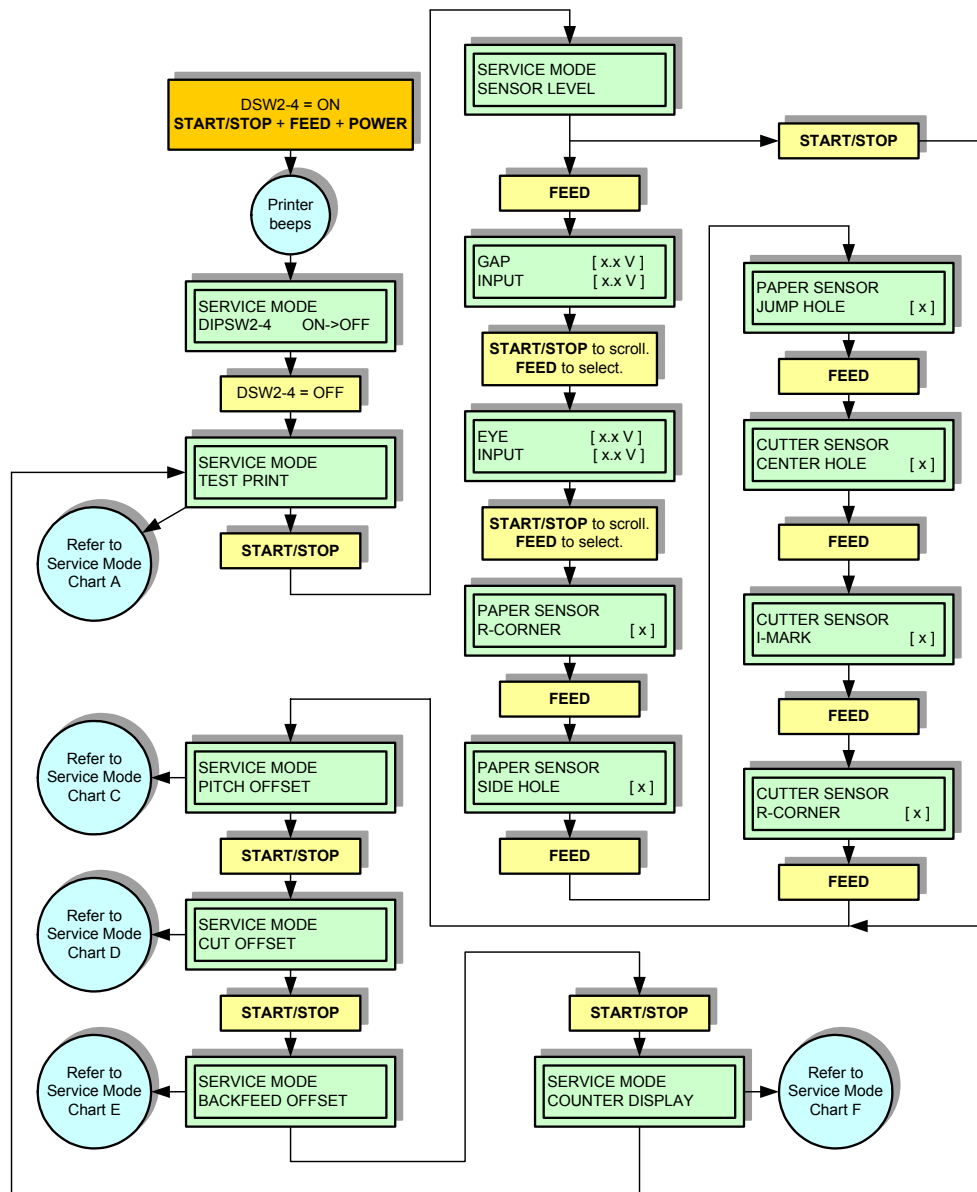 DSW2-4 = ON
START/STOP + FEED + POWER
Printer
beeps
SERVICE MODE
DIPSW2-4 ON->OFF
DSW2-4 = OFF
SERVICE MODE
TEST PRINT
Refer to
Service Mode
Chart A
START/STOP
SERVICE MODE
SENSOR LEVEL
START/STOP
FEED
GAP [ x.x V ]
INPUT [ x.x V ]
START/STOP to scroll.
FEED to select.
EYE [ x.x V ]
INPUT [ x.x V ]
START/STOP to scroll.
FEED to select.
PAPER SENSOR
R-CORNER [ x ]
FEED
PAPER SENSOR
SIDE HOLE [ x ]
FEED
PAPER SENSOR
JUMP HOLE [ x ]
FEED
CUTTER SENSOR
CENTER HOLE [ x ]
FEED
CUTTER SENSOR
I-MARK [ x ]
FEED
CUTTER SENSOR
R-CORNER [ x ]
FEED
SERVICE MODE
PITCH OFFSET
Refer to
Service Mode
Chart C
START/STOP
SERVICE MODE
CUT OFFSET
Refer to
Service Mode
Chart D
START/STOP
SERVICE MODE
BACKFEED OFFSET
Refer to
Service Mode
Chart E
START/STOP
SERVICE MODE
COUNTER DISPLAY
Refer to
Service Mode
Chart F